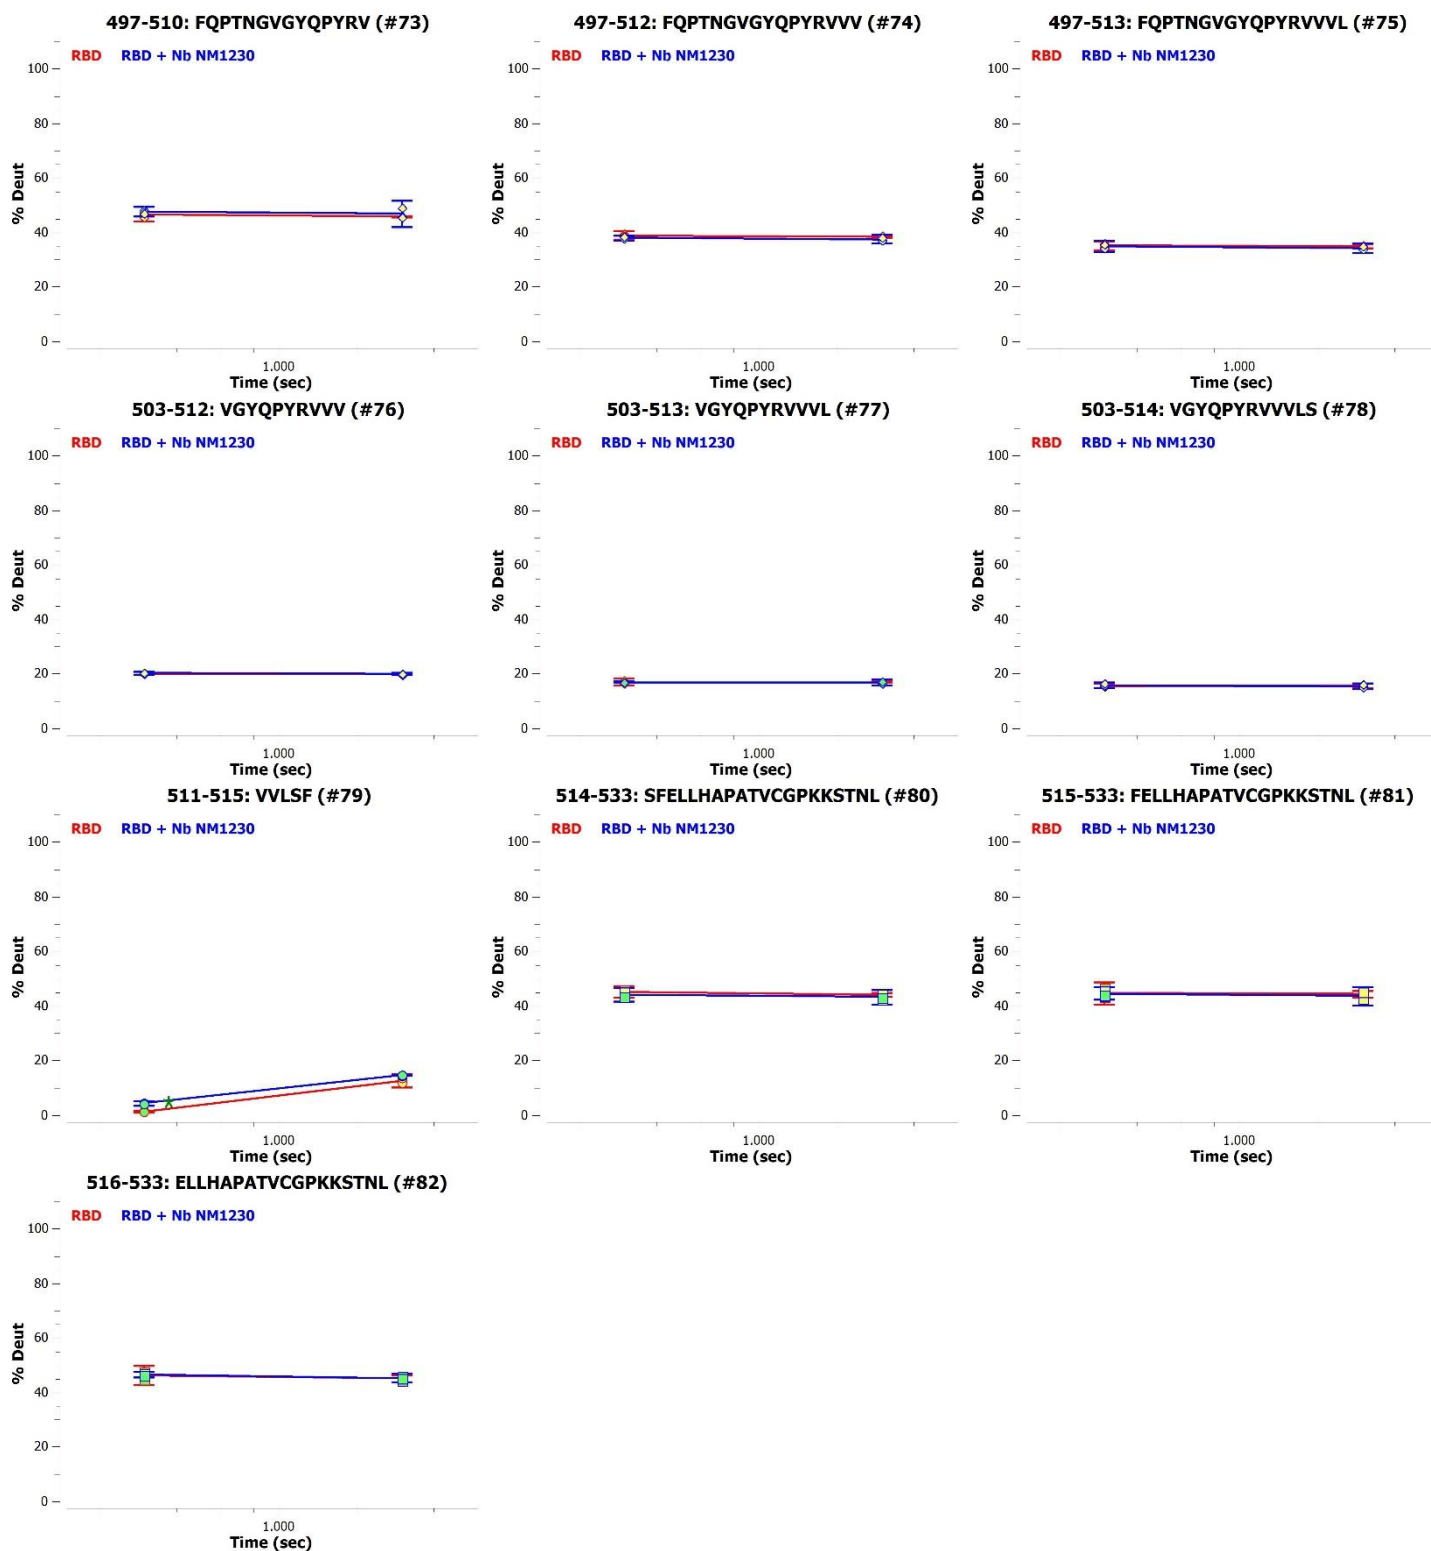 497-510: FQPTNGVGYQPYRV (#73)
RBD RBD + Nb NM1230
100
80
60
40
20
0
% Deut
1.000
Time (sec)
497-512: FQPTNGVGYQPYRVVV (#74)
RBD RBD + Nb NM1230
100
80
60
40
20
0
% Deut
1.000
Time (sec)
497-513: FQPTNGVGYQPYRVVVL (#75)
RBD RBD + Nb NM1230
100
80
60
40
20
0
% Deut
1.000
Time (sec)
503-512: VGYQPYRVVV (#76)
RBD RBD + Nb NM1230
100
80
60
40
20
0
% Deut
1.000
Time (sec)
503-513: VGYQPYRVVVL (#77)
RBD RBD + Nb NM1230
100
80
60
40
20
0
% Deut
1.000
Time (sec)
503-514: VGYQPYRVVVLS (#78)
RBD RBD + Nb NM1230
100
80
60
40
20
0
% Deut
1.000
Time (sec)
511-515: VVLSF (#79)
RBD RBD + Nb NM1230
100
80
60
40
20
0
% Deut
1.000
Time (sec)
514-533: SFELLHAPATVCGPKKSTNL (#80)
RBD RBD + Nb NM1230
100
80
60
40
20
0
% Deut
1.000
Time (sec)
515-533: FELLHAPATVCGPKKSTNL (#81)
RBD RBD + Nb NM1230
100
80
60
40
20
0
% Deut
1.000
Time (sec)
516-533: ELLHAPATVCGPKKSTNL (#82)
RBD RBD + Nb NM1230
100
80
60
40
20
0
% Deut
1.000
Time (sec)